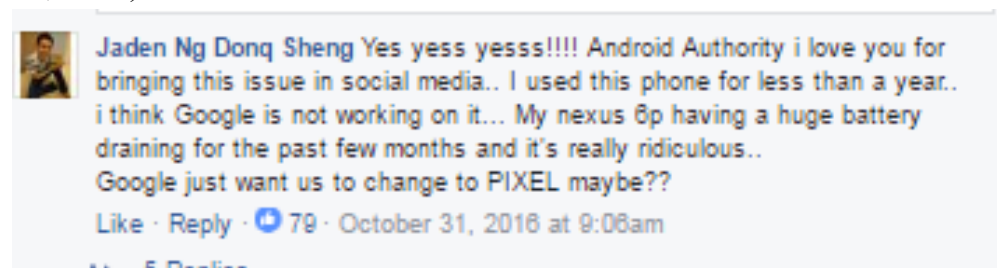 Jaden Ng Donq Sheng Yes yess yesss!!!! Android Authority i love you for
bringing this issue in social media.. I used this phone for less than a year..
i think Google is not working on it... My nexus 6p having a huge battery
draining for the past few months and it's really ridiculous..
Google just want us to change to PIXEL maybe??
Like · Reply · 79 · October 31, 2016 at 9:06am
5 Replies